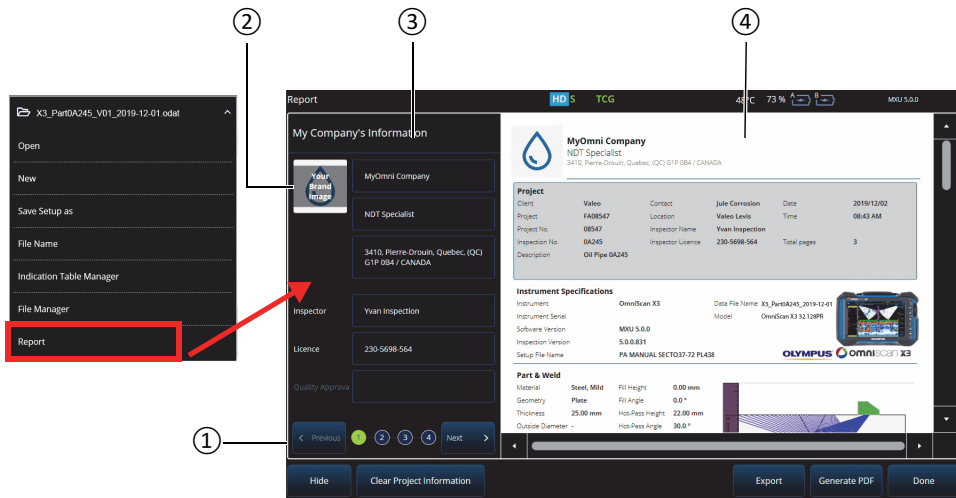 ② ③ ④
X3_Part0A245_V01_2019-12-01.odat
Open
New
Save Setup as
File Name
Indication Table Manager
File Manager
Report
Report HD S TCG 48°C 73 % A B MXU 5.0.0
My Company's Information
Your
Brand
Image
MyOmni Company
NDT Specialist
3410, Pierre-Drouin, Quebec, (QC)
G1P 0B4 / CANADA
Inspector Yvan Inspection
Licence 230-5698-564
Quality Approva
① < Previous 1 2 3 4 Next >
MyOmni Company
NDT Specialist
3410, Pierre-Drouin, Quebec, (QC) G1P 0B4 / CANADA
Project
Client Valeo Contact Jule Corrosion Date 2019/12/02
Project FA08547 Location Valeo Levis Time 08:43 AM
Project No. 08547 Inspector Name Yvan Inspection
Inspection No. 0A245 Inspector Licence 230-5698-564 Total pages 3
Description Oil Pipe 0A245
Instrument Specifications
Instrument OmniScan X3 Data File Name X3_Part0A245_2019-12-01
Instrument Serial Model OmniScan X3 32.128PR
Software Version MXU 5.0.0
Inspection Version 5.0.0.831
Setup File Name PA MANUAL SECTO37-72 PL438 OLYMPUS omniscan X3
Part & Weld
Material Steel, Mild Fill Height 0.00 mm
Geometry Plate Fill Angle 0.0 °
Thickness 25.00 mm Hot-Pass Height 22.00 mm
Outside Diameter - Hot-Pass Angle 30.0 °
Hide Clear Project Information Export Generate PDF Done